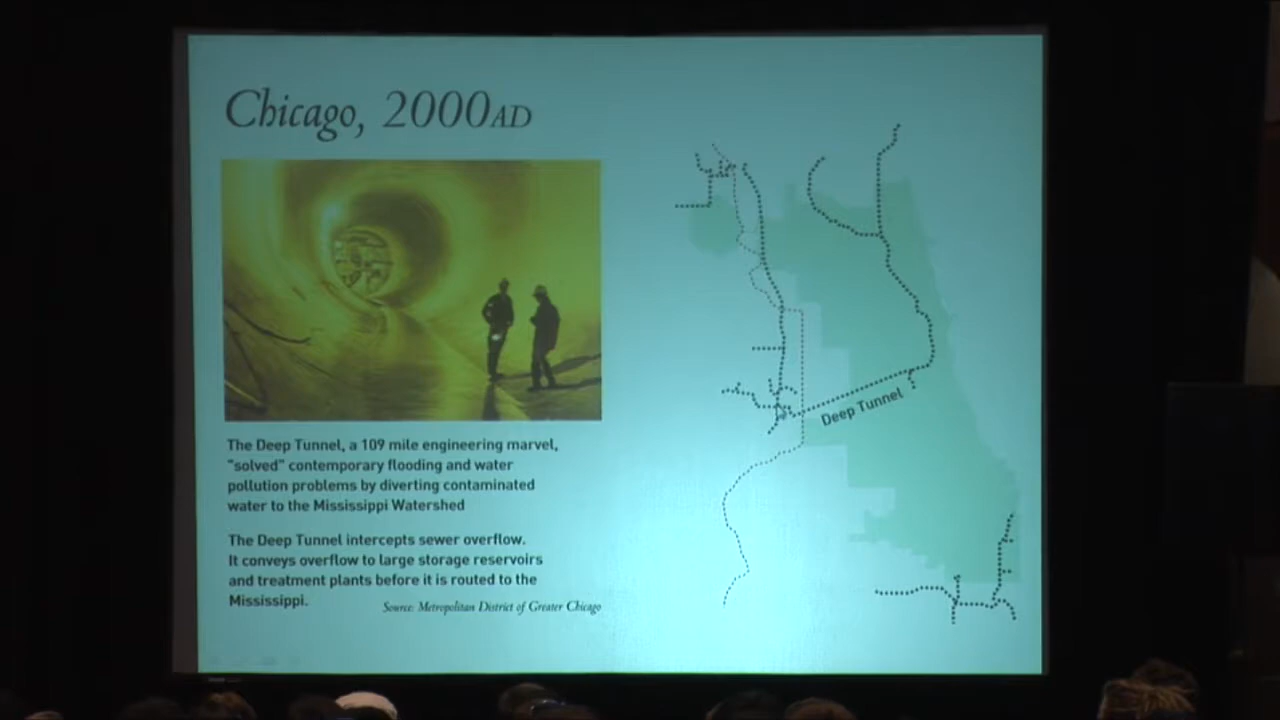 Chicago, 2000AD
The Deep Tunnel, a 109 mile engineering marvel,
"solved" contemporary flooding and water
pollution problems by diverting contaminated
water to the Mississippi Watershed
The Deep Tunnel intercepts sewer overflow.
It conveys overflow to large storage reservoirs
and treatment plants before it is routed to the
Mississippi.
Source: Metropolitan District of Greater Chicago
Deep Tunnel